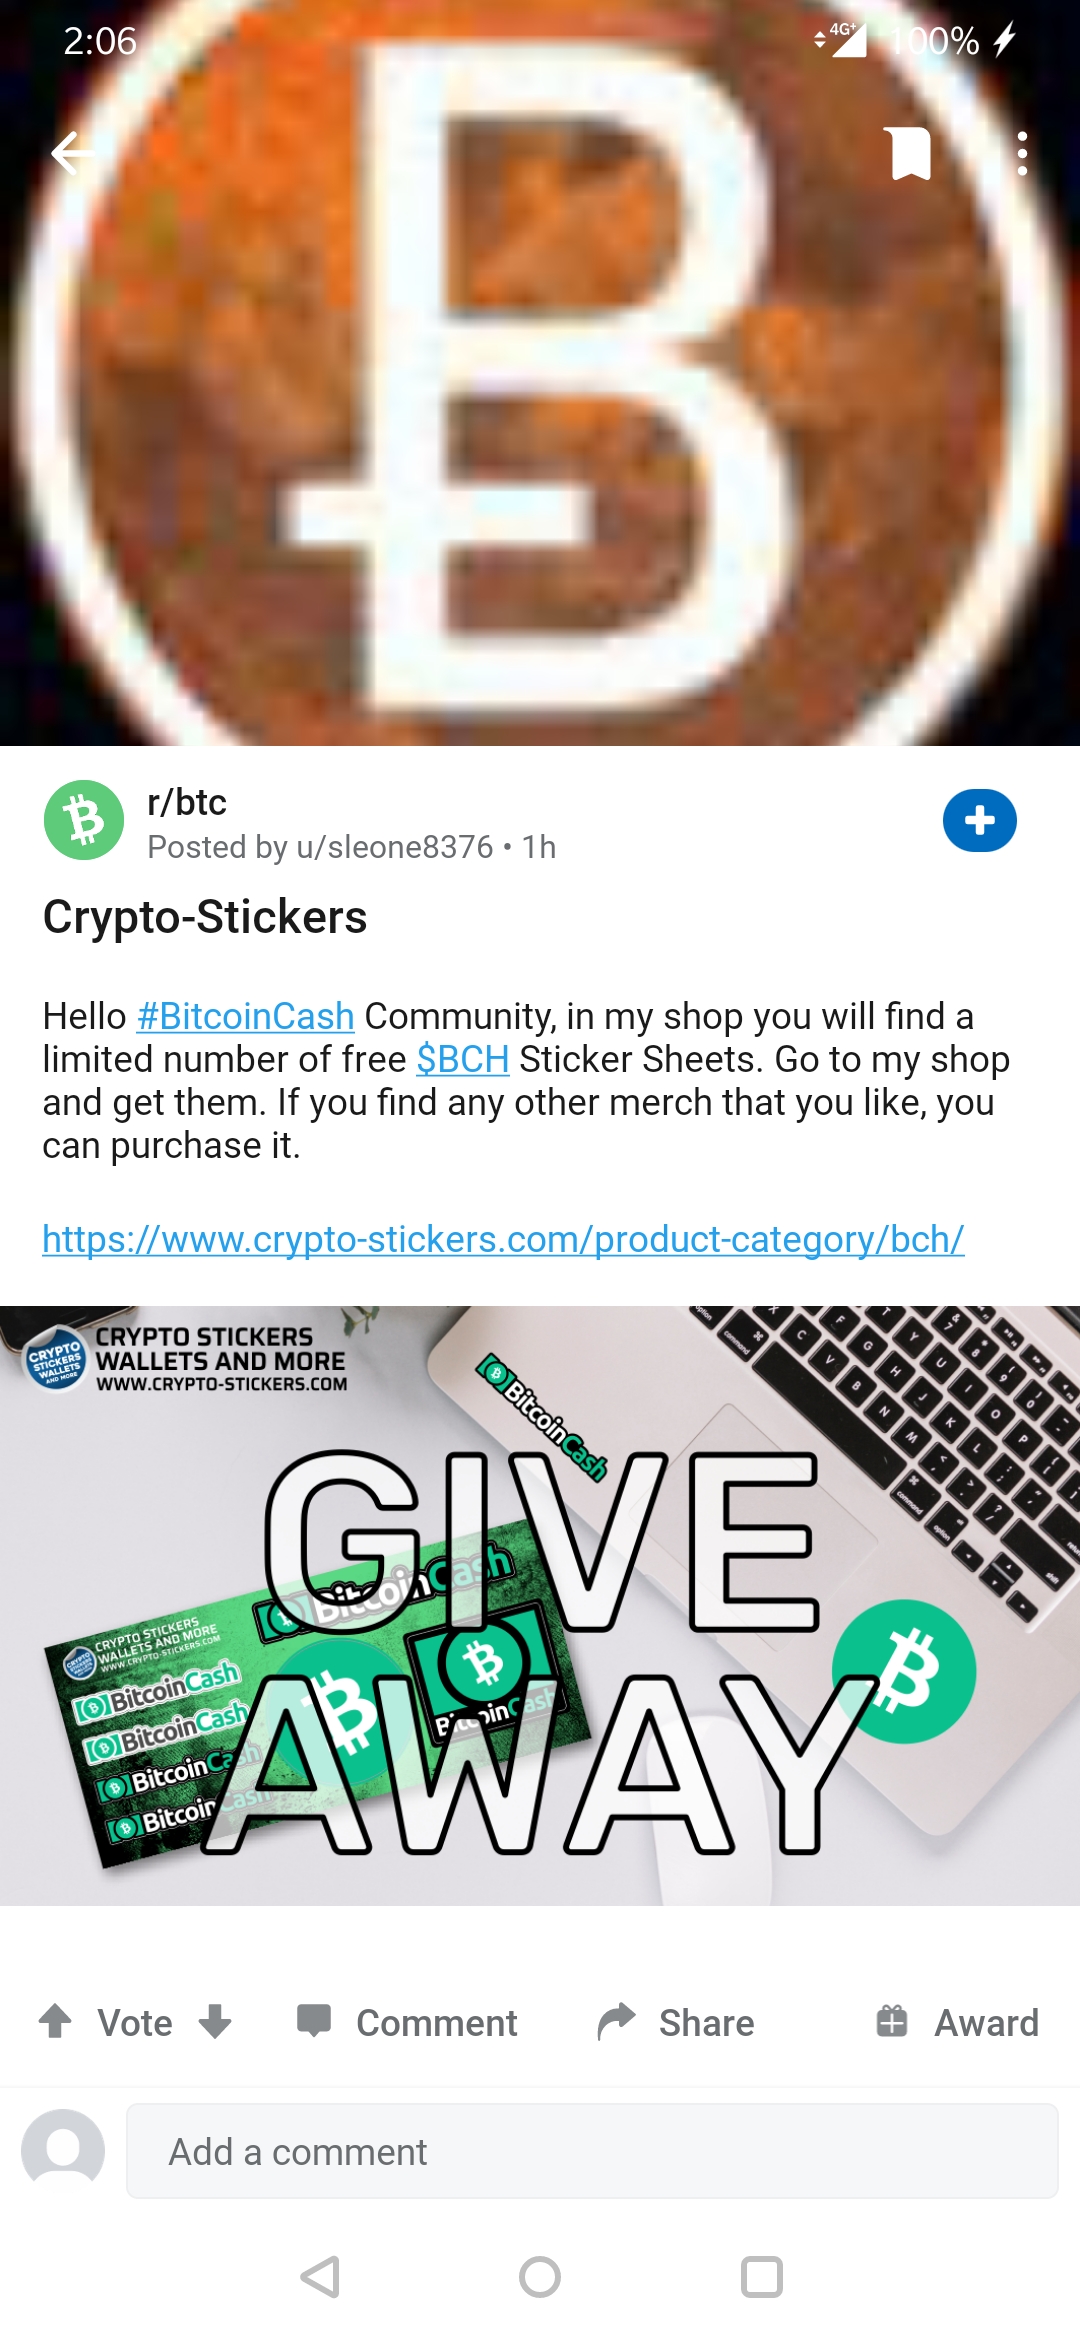 2:06
4G+
100%
r/btc
Posted by u/sleone8376 • 1h
Crypto-Stickers
Hello #BitcoinCash Community, in my shop you will find a
limited number of free $BCH Sticker Sheets. Go to my shop
and get them. If you find any other merch that you like, you
can purchase it.
https://www.crypto-stickers.com/product-category/bch/
CRYPTO STICKERS WALLETS AND MORE
CRYPTO STICKERS
WALLETS AND MORE
WWW.CRYPTO-STICKERS.COM
BitcoinCash
GIVE
AWAY
BitcoinCash
CRYPTO STICKERS
WALLETS AND MORE
WWW.CRYPTO-STICKERS.COM
BitcoinCash
BitcoinCash
BitcoinCash
BitcoinCash
BitcoinCash
Vote
Comment
Share
Award
Add a comment